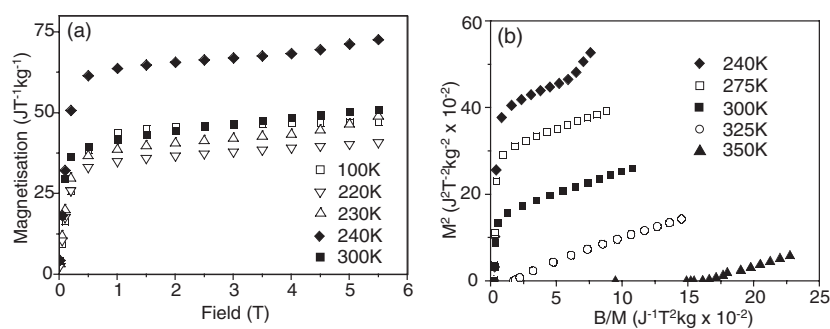 (a)
75
50
25
0
Magnetisation (JT⁻¹kg⁻¹)
100K
220K
230K
240K
300K
0 1 2 3 4 5 6
Field (T)
(b)
60
40
20
0
M² (J²T⁻²kg⁻² x 10⁻²)
240K
275K
300K
325K
350K
0 5 10 15 20 25
B/M (J⁻¹T²kg x 10⁻²)